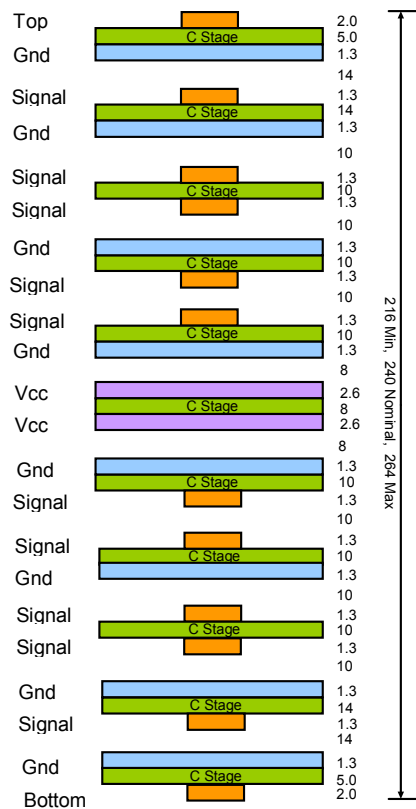 Top 2.0
C Stage 5.0
Gnd 1.3
14
Signal 1.3
C Stage 14
Gnd 1.3
10
Signal 1.3
C Stage 10
Signal 1.3
10
Gnd 1.3
C Stage 10
Signal 1.3
10
Signal 1.3
C Stage 10
Gnd 1.3
8
Vcc 2.6
C Stage 8
Vcc 2.6
8
Gnd 1.3
C Stage 10
Signal 1.3
10
Signal 1.3
C Stage 10
Gnd 1.3
10
Signal 1.3
C Stage 10
Signal 1.3
10
Gnd 1.3
C Stage 14
Signal 1.3
14
Gnd 1.3
C Stage 5.0
Bottom 2.0
216 Min, 240 Nominal, 264 Max